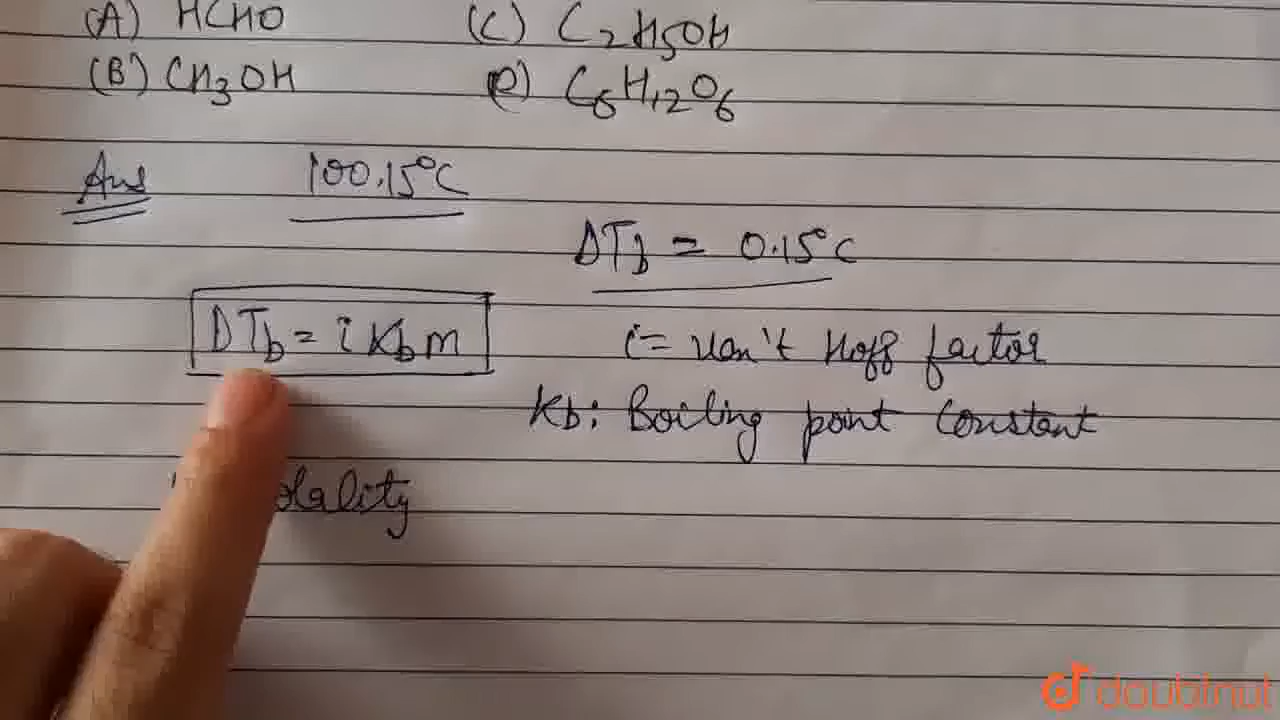 (A) HCHO (C) C2H5OH
(B) CH3OH (D) C6H12O6
Ans 100.15°C
ΔTb = 0.15°C
ΔTb = i Kb m i = Van't Hoff factor
Kb: Boiling point constant
olality
doubtnut